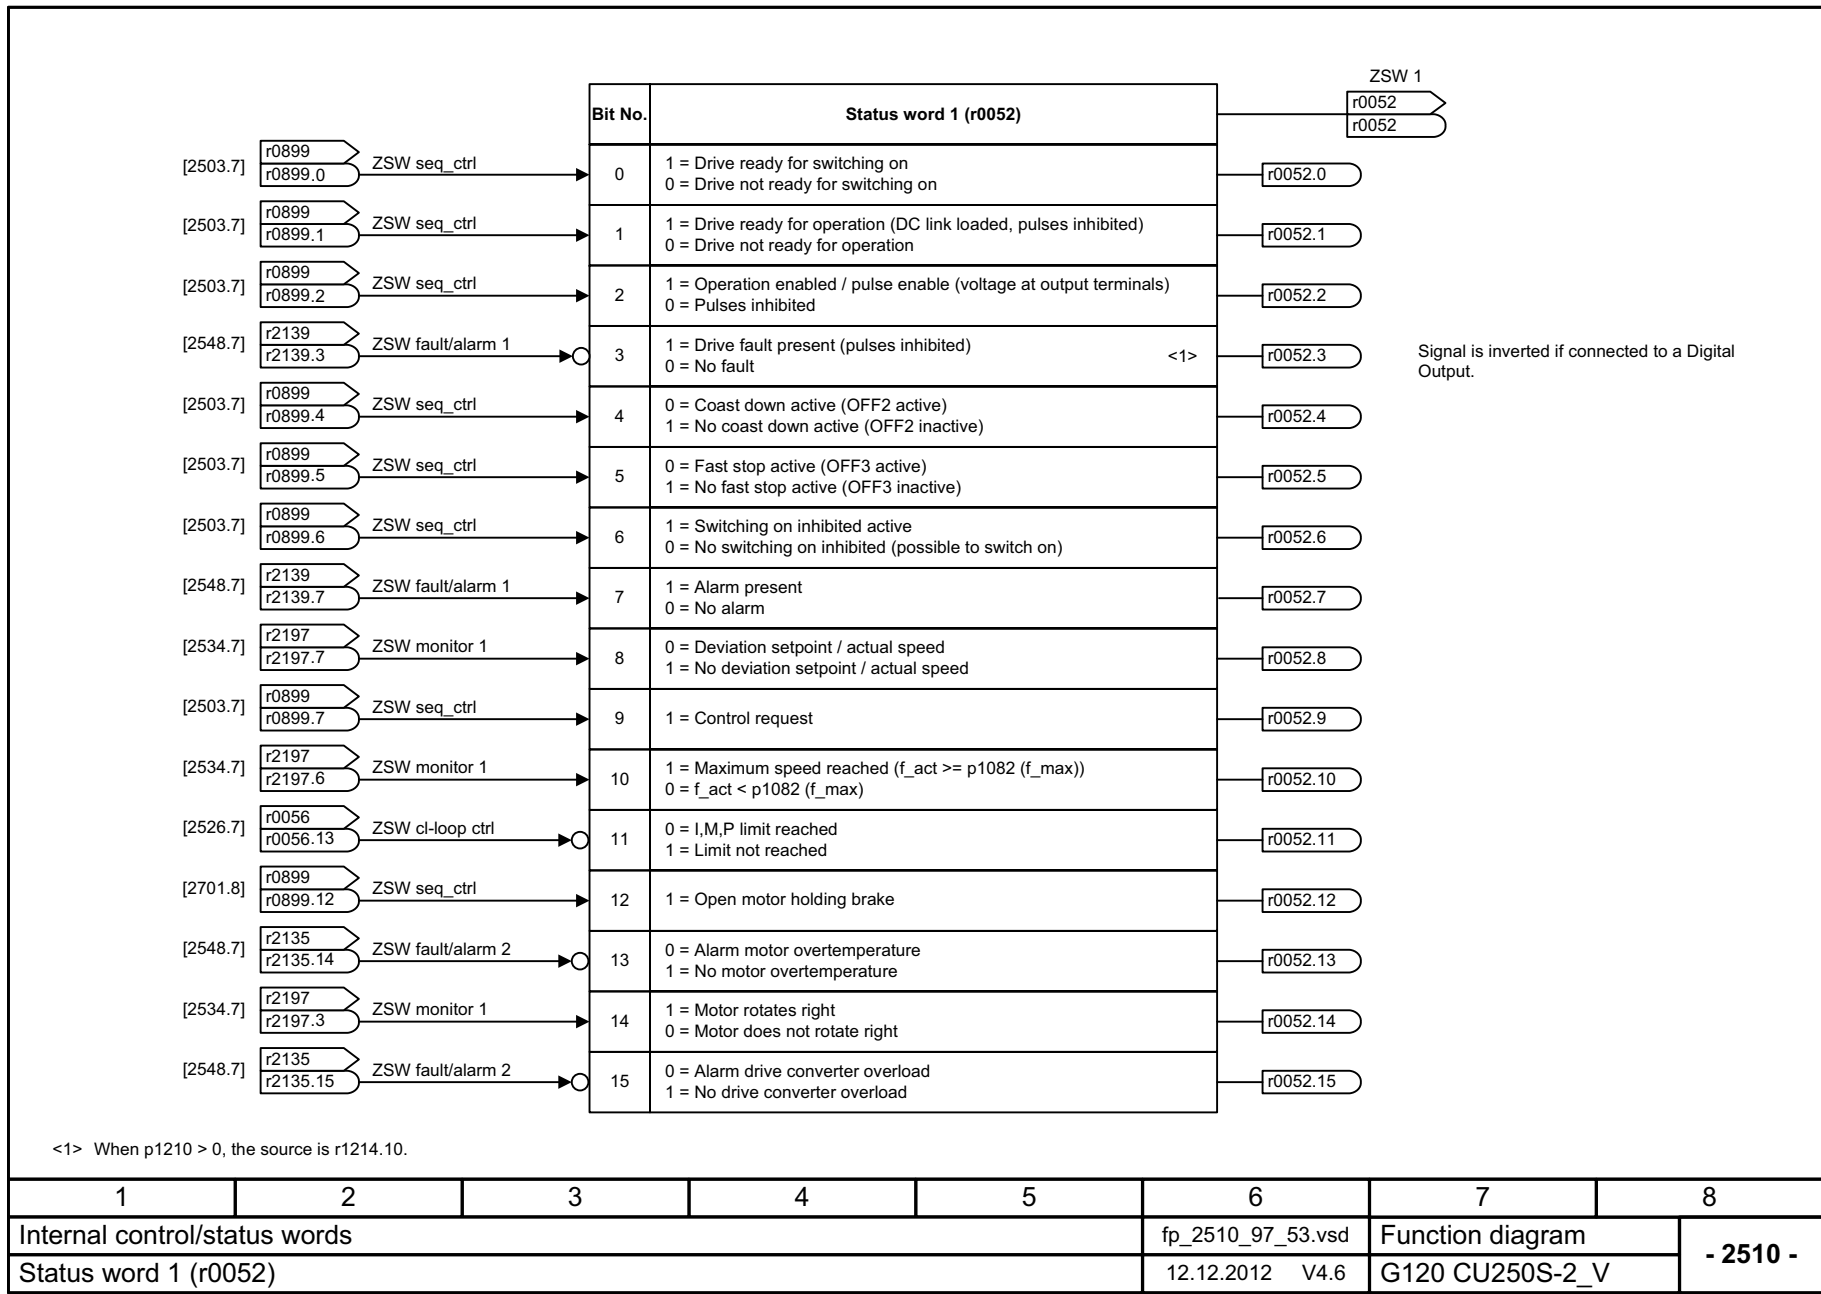 ZSW 1
Bit No.
Status word 1 (r0052)
r0052
r0052
[2503.7]
r0899
r0899.0
ZSW seq_ctrl
0
1 = Drive ready for switching on
0 = Drive not ready for switching on
r0052.0
[2503.7]
r0899
r0899.1
ZSW seq_ctrl
1
1 = Drive ready for operation (DC link loaded, pulses inhibited)
0 = Drive not ready for operation
r0052.1
[2503.7]
r0899
r0899.2
ZSW seq_ctrl
2
1 = Operation enabled / pulse enable (voltage at output terminals)
0 = Pulses inhibited
r0052.2
[2548.7]
r2139
r2139.3
ZSW fault/alarm 1
3
1 = Drive fault present (pulses inhibited)
0 = No fault
<1>
r0052.3
Signal is inverted if connected to a Digital
Output.
[2503.7]
r0899
r0899.4
ZSW seq_ctrl
4
0 = Coast down active (OFF2 active)
1 = No coast down active (OFF2 inactive)
r0052.4
[2503.7]
r0899
r0899.5
ZSW seq_ctrl
5
0 = Fast stop active (OFF3 active)
1 = No fast stop active (OFF3 inactive)
r0052.5
[2503.7]
r0899
r0899.6
ZSW seq_ctrl
6
1 = Switching on inhibited active
0 = No switching on inhibited (possible to switch on)
r0052.6
[2548.7]
r2139
r2139.7
ZSW fault/alarm 1
7
1 = Alarm present
0 = No alarm
r0052.7
[2534.7]
r2197
r2197.7
ZSW monitor 1
8
0 = Deviation setpoint / actual speed
1 = No deviation setpoint / actual speed
r0052.8
[2503.7]
r0899
r0899.7
ZSW seq_ctrl
9
1 = Control request
r0052.9
[2534.7]
r2197
r2197.6
ZSW monitor 1
10
1 = Maximum speed reached (f_act >= p1082 (f_max))
0 = f_act < p1082 (f_max)
r0052.10
[2526.7]
r0056
r0056.13
ZSW cl-loop ctrl
11
0 = I,M,P limit reached
1 = Limit not reached
r0052.11
[2701.8]
r0899
r0899.12
ZSW seq_ctrl
12
1 = Open motor holding brake
r0052.12
[2548.7]
r2135
r2135.14
ZSW fault/alarm 2
13
0 = Alarm motor overtemperature
1 = No motor overtemperature
r0052.13
[2534.7]
r2197
r2197.3
ZSW monitor 1
14
1 = Motor rotates right
0 = Motor does not rotate right
r0052.14
[2548.7]
r2135
r2135.15
ZSW fault/alarm 2
15
0 = Alarm drive converter overload
1 = No drive converter overload
r0052.15
<1> When p1210 > 0, the source is r1214.10.
1 2 3 4 5 6 7 8
Internal control/status words
fp_2510_97_53.vsd
Function diagram
- 2510 -
Status word 1 (r0052)
12.12.2012 V4.6
G120 CU250S-2_V